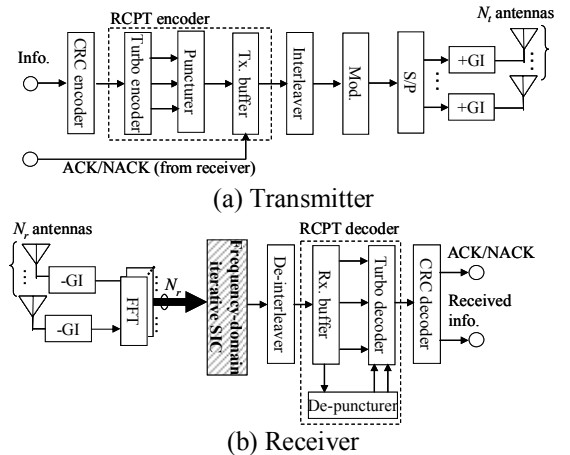 RCPT encoder
Nt antennas
Info.
CRC encoder
Turbo encoder
Puncturer
Tx. buffer
Interleaver
Mod.
S/P
+GI
+GI
ACK/NACK (from receiver)
(a) Transmitter
Nr antennas
RCPT decoder
-GI
-GI
FFT
Nr
Frequency-domain
iterative SIC
De-interleaver
Rx. buffer
Turbo decoder
De-puncturer
CRC decoder
ACK/NACK
Received
info.
(b) Receiver